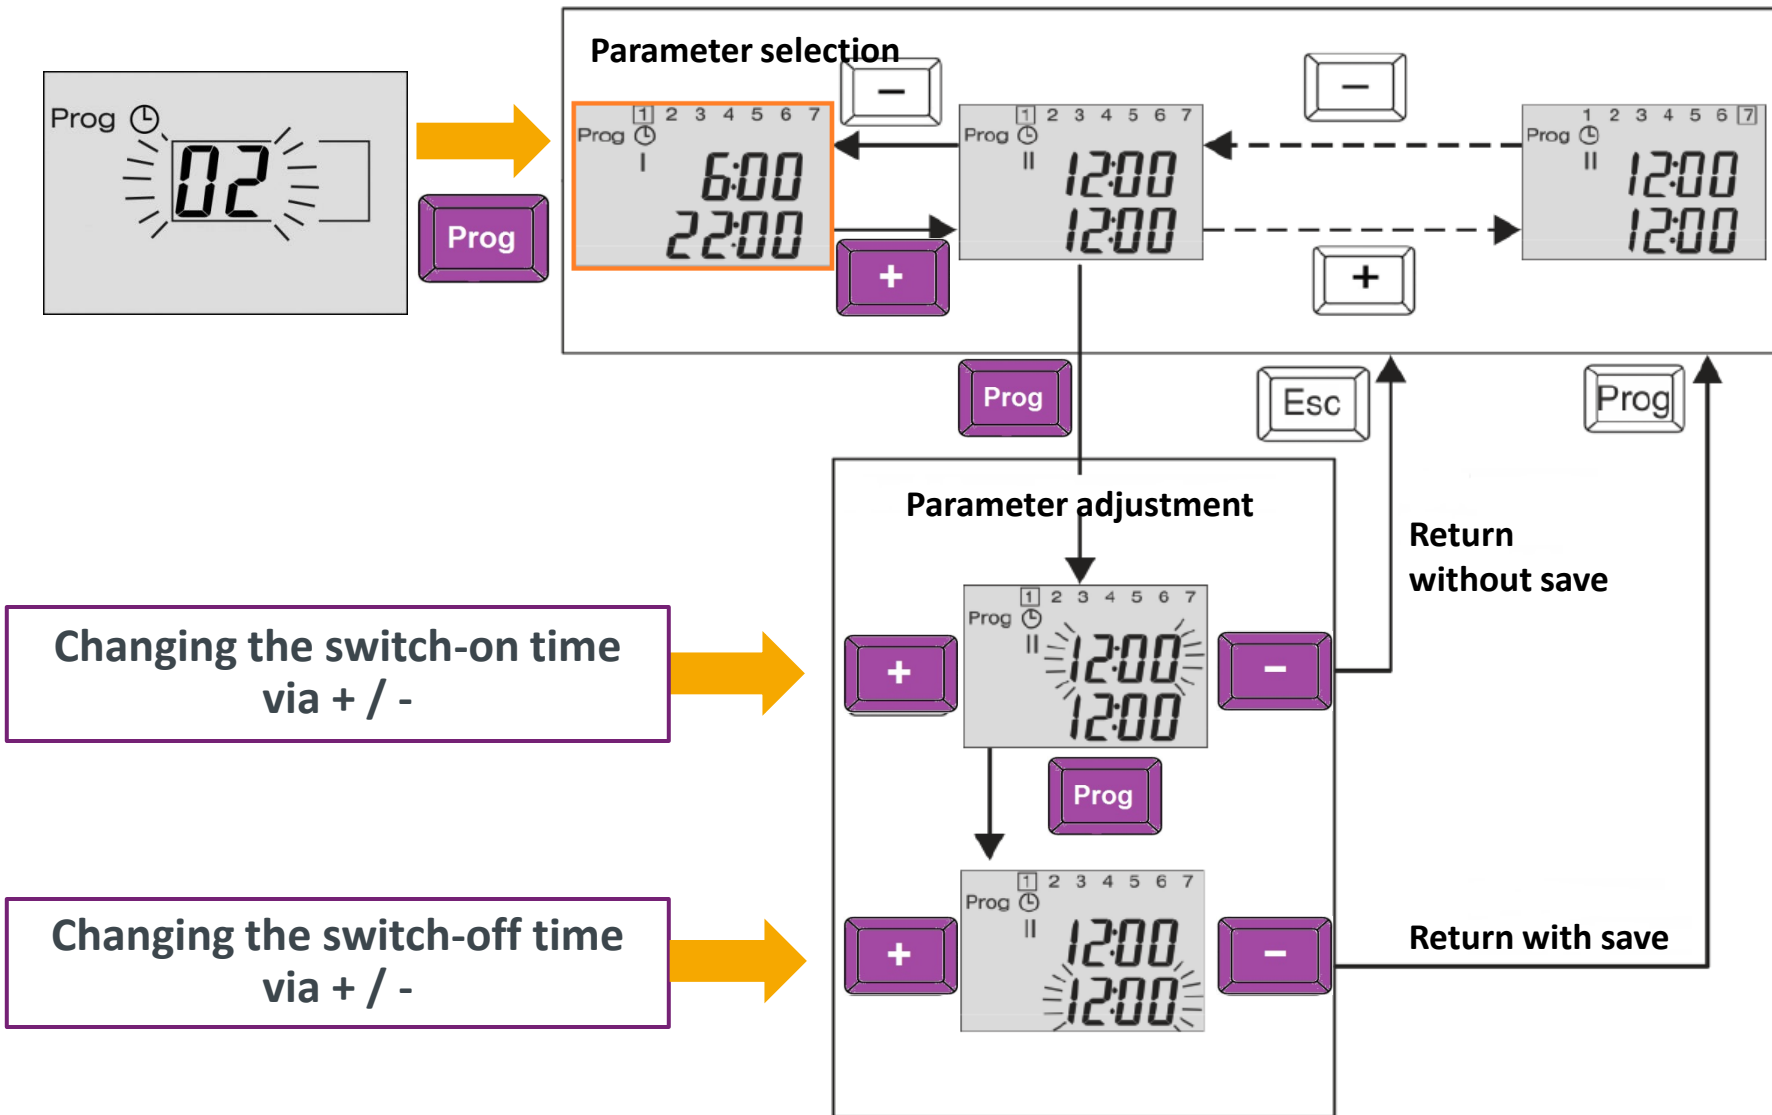 Parameter selection
Prog
02
Prog
1 2 3 4 5 6 7
Prog
I
6:00
22:00
−
+
1 2 3 4 5 6 7
Prog
II
12:00
12:00
−
+
1 2 3 4 5 6 7
Prog
II
12:00
12:00
Prog
Esc
Prog
Parameter adjustment
Return
without save
Changing the switch-on time
via + / -
+
1 2 3 4 5 6 7
Prog
II
12:00
12:00
−
Prog
Changing the switch-off time
via + / -
+
1 2 3 4 5 6 7
Prog
II
12:00
12:00
−
Return with save